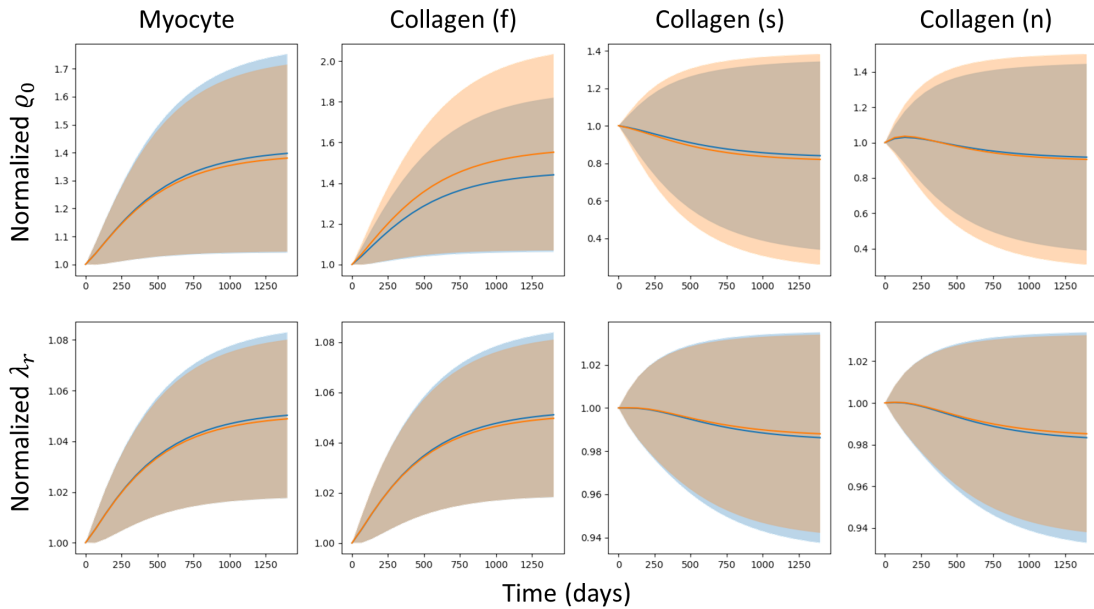 Myocyte Collagen (f) Collagen (s) Collagen (n)
Normalized ϱ0
1.7 2.0 1.4 1.4
1.6 1.8 1.2 1.2
1.5 1.6 1.0 1.0
1.4 1.4 0.8 0.8
1.3 1.2 0.6 0.6
1.2 1.0 0.4 0.4
1.1
1.0
0 250 500 750 1000 1250 0 250 500 750 1000 1250 0 250 500 750 1000 1250 0 250 500 750 1000 1250
Normalized λr
1.08 1.08 1.02 1.02
1.06 1.06 1.00 1.00
1.04 1.04 0.98 0.98
1.02 1.02 0.96 0.96
1.00 1.00 0.94 0.94
0 250 500 750 1000 1250 0 250 500 750 1000 1250 0 250 500 750 1000 1250 0 250 500 750 1000 1250
Time (days)